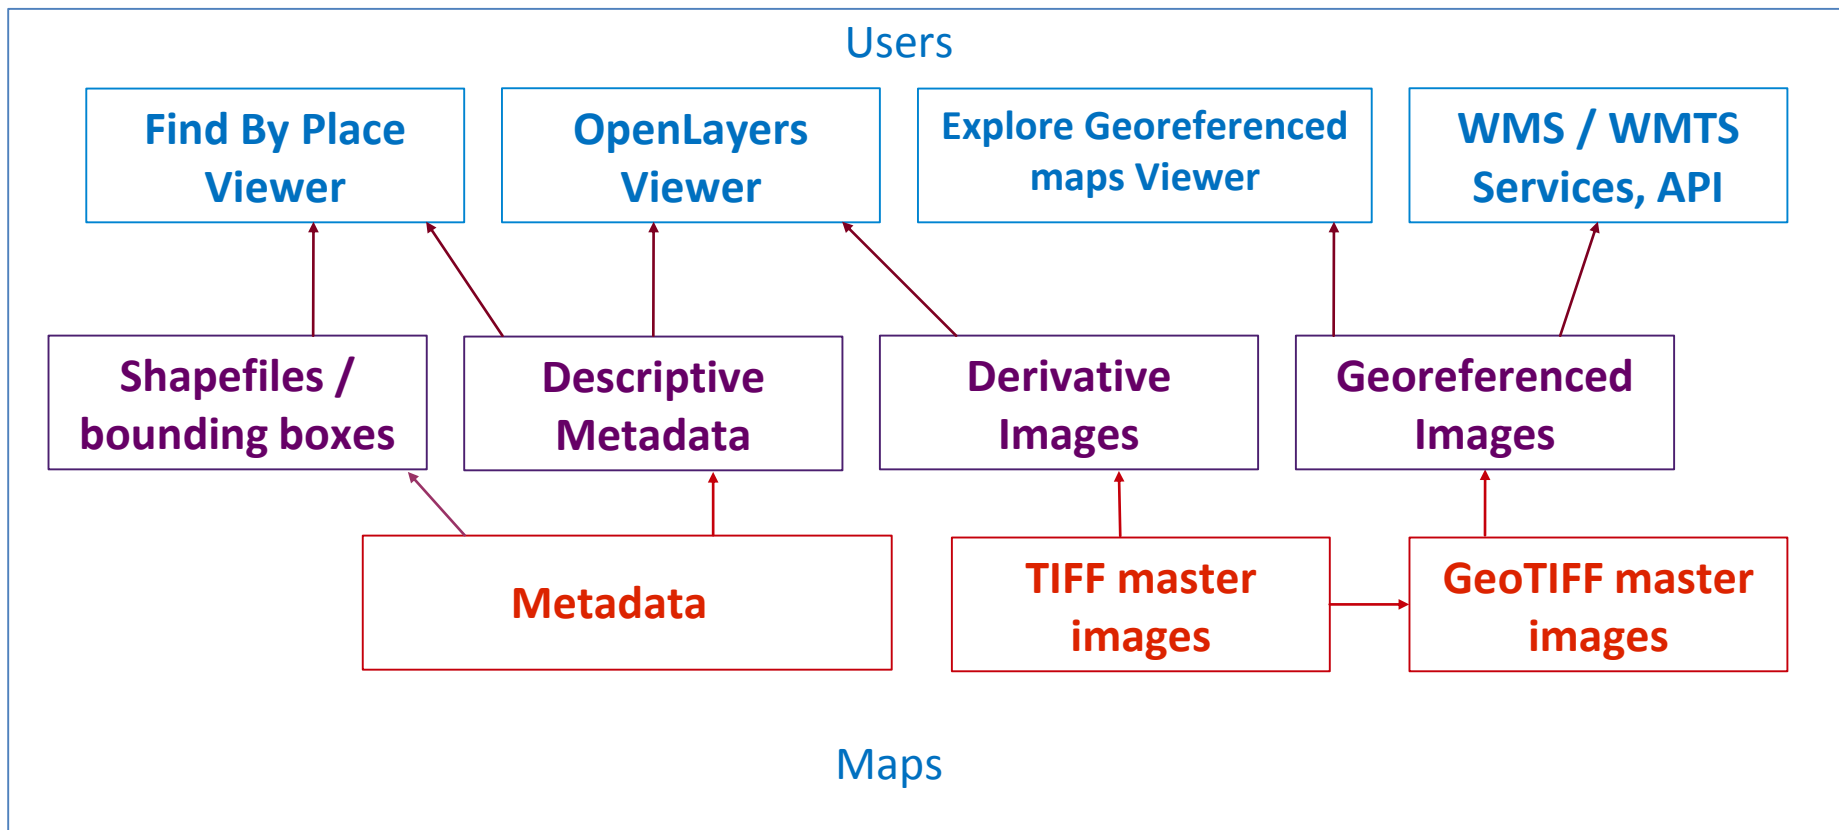 Users
Find By Place
Viewer
OpenLayers
Viewer
Explore Georeferenced
maps Viewer
WMS / WMTS
Services, API
Shapefiles /
bounding boxes
Descriptive
Metadata
Derivative
Images
Georeferenced
Images
Metadata
TIFF master
images
GeoTIFF master
images
Maps